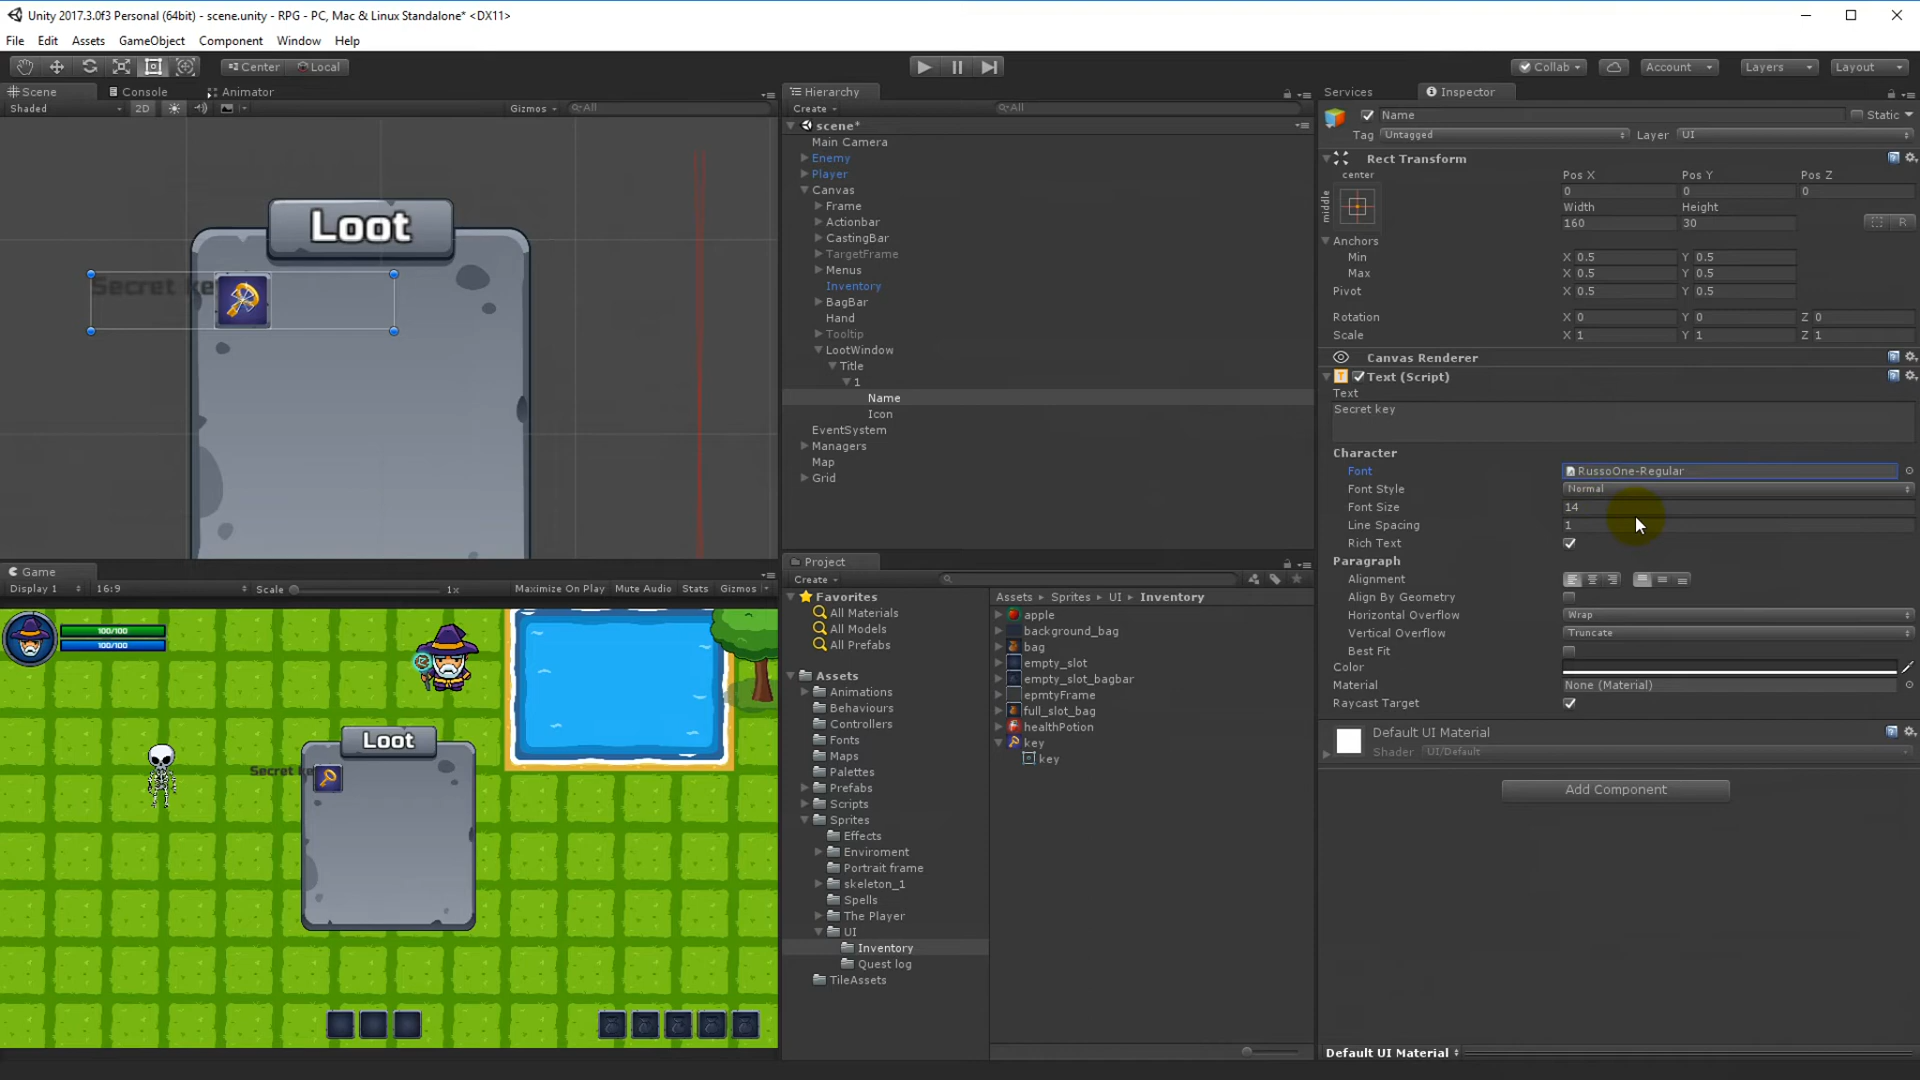 Unity 2017.3.0f3 Personal (64bit) - scene.unity - RPG - PC, Mac & Linux Standalone* <DX11>
File Edit Assets GameObject Component Window Help
Center Local
Collab Account Layers Layout
Scene Console Animator
Shaded 2D Gizmos All
Loot
Secret ke
Hierarchy
Create All
scene*
Main Camera
Enemy
Player
Canvas
Frame
Actionbar
CastingBar
TargetFrame
Menus
Inventory
BagBar
Hand
Tooltip
LootWindow
Title
1
Name
Icon
EventSystem
Managers
Map
Grid
Services Inspector
Name Static
Tag Untagged Layer UI
Rect Transform
center Pos X Pos Y Pos Z
middle 0 0 0
Width Height
160 30 R
Anchors
Min X 0.5 Y 0.5
Max X 0.5 Y 0.5
Pivot X 0.5 Y 0.5
Rotation X 0 Y 0 Z 0
Scale X 1 Y 1 Z 1
Canvas Renderer
Text (Script)
Text
Secret key
Character
Font RussoOne-Regular
Font Style Normal
Font Size 14
Line Spacing 1
Rich Text
Paragraph
Alignment
Align By Geometry
Horizontal Overflow Wrap
Vertical Overflow Truncate
Best Fit
Color
Material None (Material)
Raycast Target
Default UI Material
Shader UI/Default
Add Component
Default UI Material
Game
Display 1 16:9 Scale 1x Maximize On Play Mute Audio Stats Gizmos
100/100
100/100
Loot
Secret ke
Project
Create
Favorites
All Materials
All Models
All Prefabs
Assets
Animations
Behaviours
Controllers
Fonts
Maps
Palettes
Prefabs
Scripts
Sprites
Effects
Enviroment
Portrait frame
skeleton_1
Spells
The Player
UI
Inventory
Quest log
TileAssets
Assets Sprites UI Inventory
apple
background_bag
bag
empty_slot
empty_slot_bagbar
epmtyFrame
full_slot_bag
healthPotion
key
key